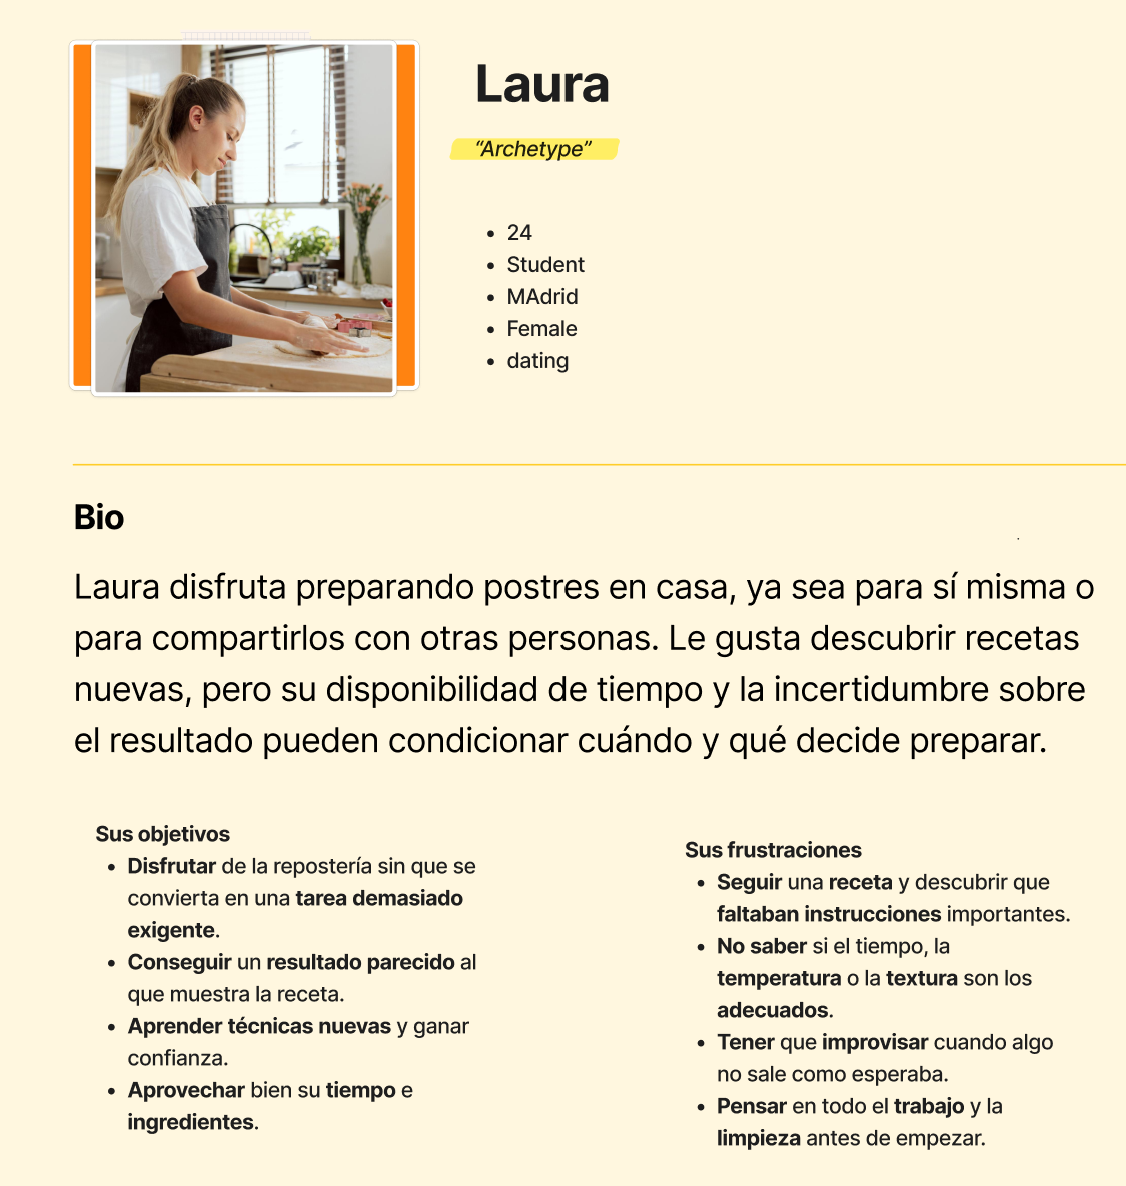 Laura
“Archetype”
• 24
• Student
• MAdrid
• Female
• dating
Bio
Laura disfruta preparando postres en casa, ya sea para sí misma o
para compartirlos con otras personas. Le gusta descubrir recetas
nuevas, pero su disponibilidad de tiempo y la incertidumbre sobre
el resultado pueden condicionar cuándo y qué decide preparar.
Sus objetivos
• Disfrutar de la repostería sin que se
convierta en una tarea demasiado
exigente.
• Conseguir un resultado parecido al
que muestra la receta.
• Aprender técnicas nuevas y ganar
confianza.
• Aprovechar bien su tiempo e
ingredientes.
Sus frustraciones
• Seguir una receta y descubrir que
faltaban instrucciones importantes.
• No saber si el tiempo, la
temperatura o la textura son los
adecuados.
• Tener que improvisar cuando algo
no sale como esperaba.
• Pensar en todo el trabajo y la
limpieza antes de empezar.